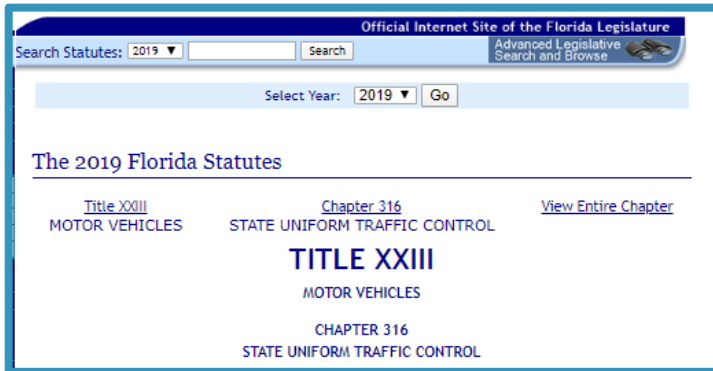 Official Internet Site of the Florida Legislature
Search Statutes: 2019 ▼ Search
Advanced Legislative
Search and Browse
Select Year: 2019 ▼ Go
The 2019 Florida Statutes
Title XXIII Chapter 316 View Entire Chapter
MOTOR VEHICLES STATE UNIFORM TRAFFIC CONTROL
TITLE XXIII
MOTOR VEHICLES
CHAPTER 316
STATE UNIFORM TRAFFIC CONTROL